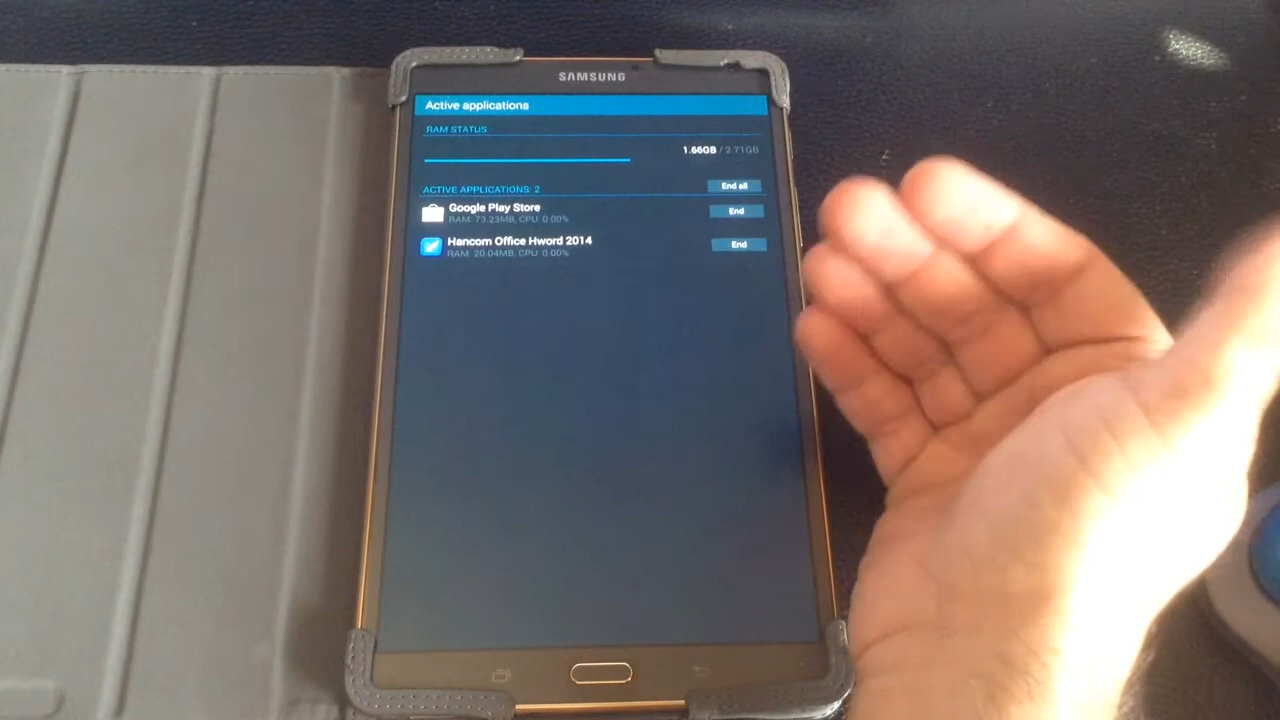 SAMSUNG
Active applications
RAM STATUS
1.66GB / 2.71GB
ACTIVE APPLICATIONS: 2
End all
Google Play Store
RAM: 73.23MB, CPU: 0.00%
End
Hancom Office Hword 2014
RAM: 20.04MB, CPU: 0.00%
End